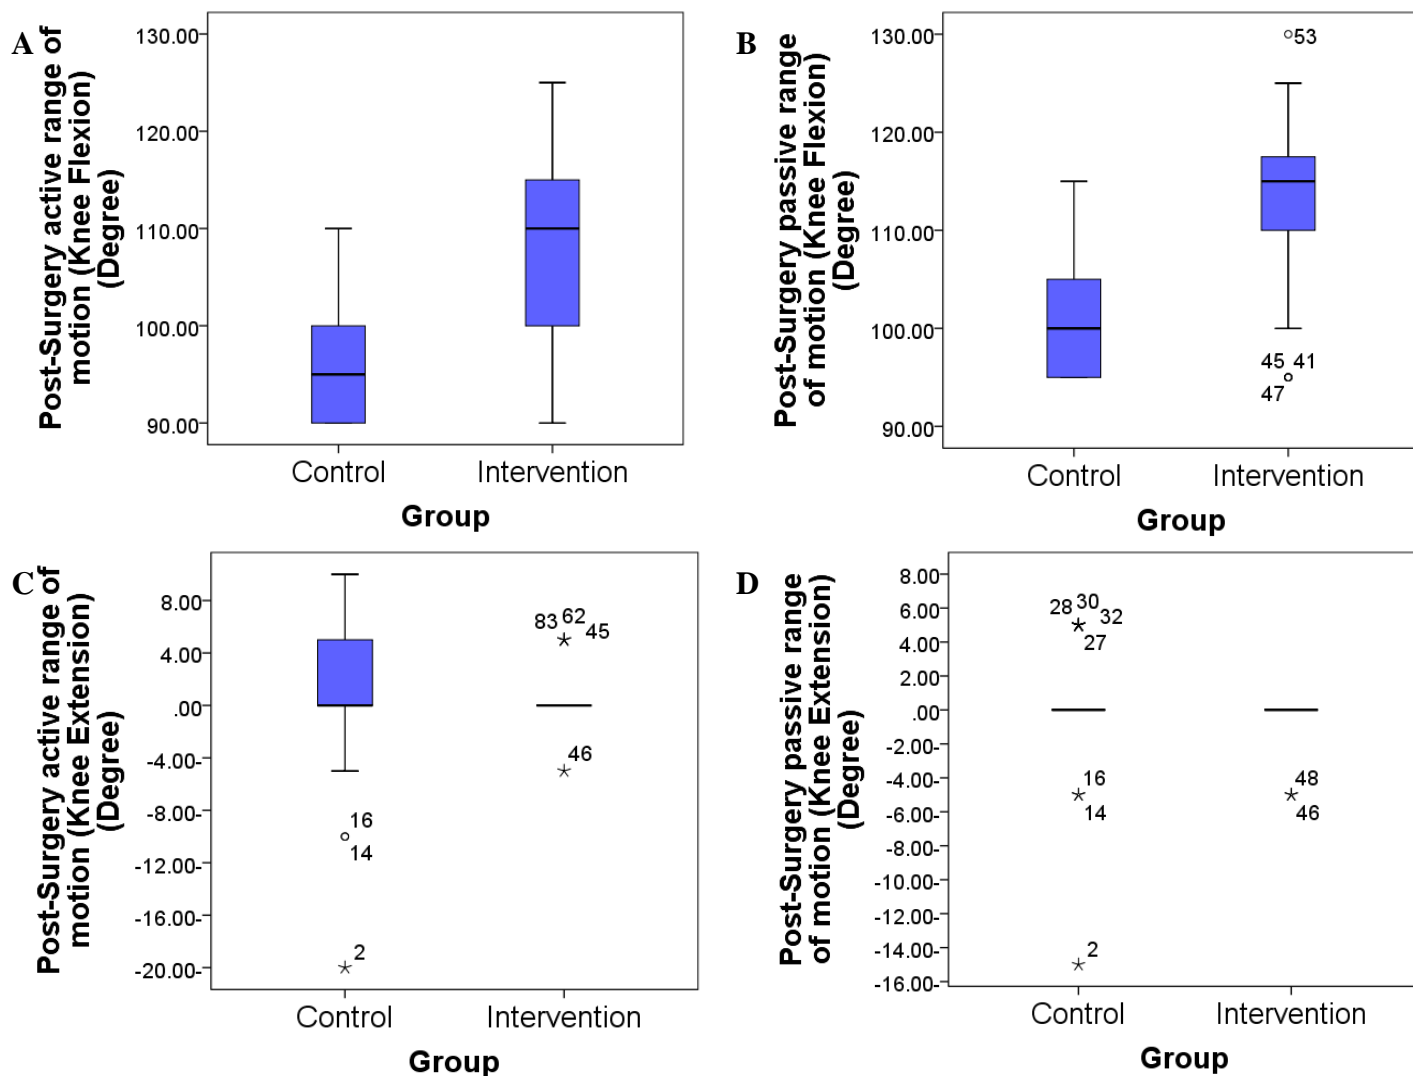 A
Post-Surgery active range of
motion (Knee Flexion)
(Degree)
130.00
120.00
110.00
100.00
90.00
Control
Intervention
Group
B
Post-Surgery passive range
of motion (Knee Flexion)
(Degree)
130.00
120.00
110.00
100.00
90.00
53
45 41
47
Control
Intervention
Group
C
Post-Surgery active range of
motion (Knee Extension)
(Degree)
8.00
4.00
.00
-4.00-
-8.00-
-12.00-
-16.00-
-20.00-
16
14
2
83 62 45
46
Control
Intervention
Group
D
Post-Surgery passive range
of motion (Knee Extension)
(Degree)
8.00
6.00
4.00
2.00
.00
-2.00-
-4.00-
-6.00-
-8.00-
-10.00-
-12.00-
-14.00-
-16.00-
28 30 32
27
16
14
2
48
46
Control
Intervention
Group